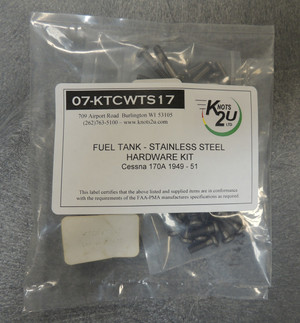 07-KTCWTS17
709 Airport Road Burlington WI 53105
(262)763-5100 ~ www.knots2u.com
KNOTS
2U
LTD
FUEL TANK - STAINLESS STEEL
HARDWARE KIT
Cessna 170A 1949 - 51
This label certifies that the above listed and supplied items are in conformance
with the requirements of the FAA-PMA manufactures specifications as required.